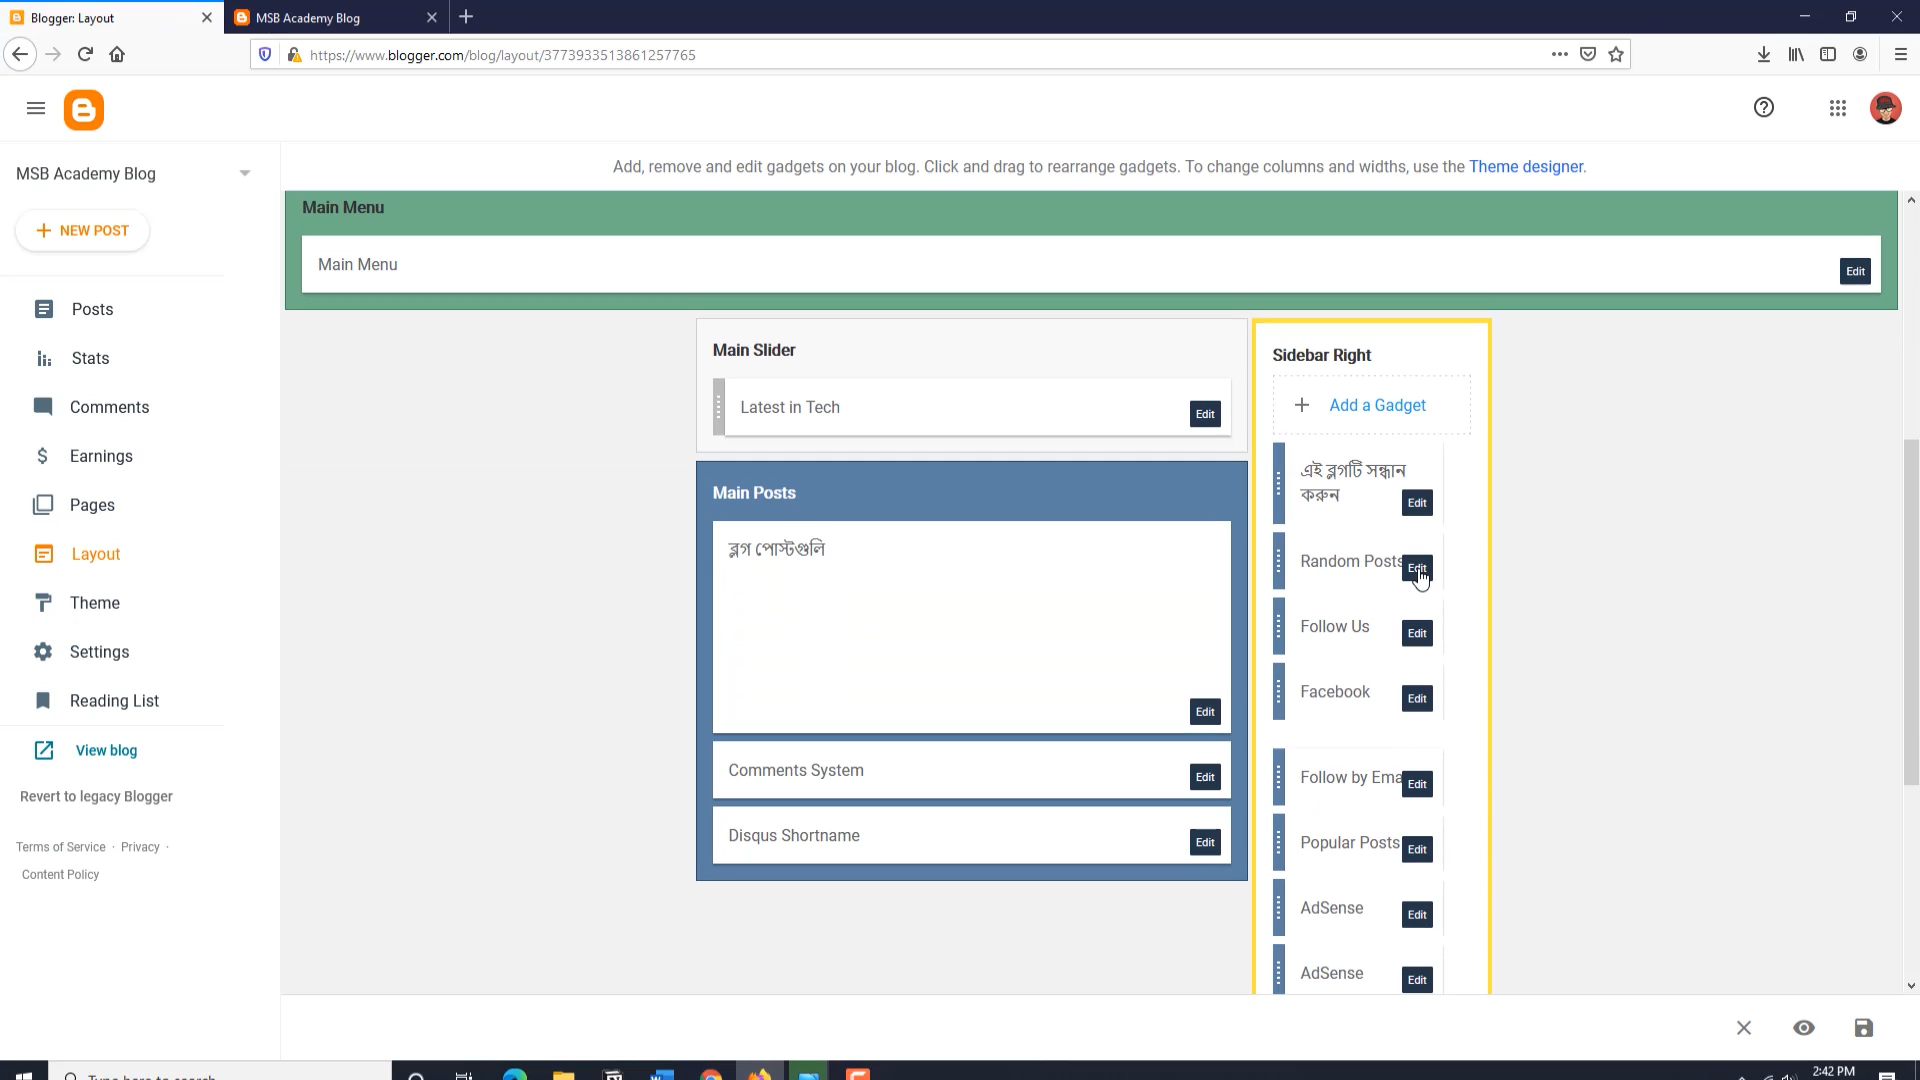 Blogger: Layout
MSB Academy Blog
https://www.blogger.com/blog/layout/3773933513861257765
MSB Academy Blog
Add, remove and edit gadgets on your blog. Click and drag to rearrange gadgets. To change columns and widths, use the Theme designer.
NEW POST
Posts
Stats
Comments
Earnings
Pages
Layout
Theme
Settings
Reading List
View blog
Revert to legacy Blogger
Terms of Service · Privacy ·
Content Policy
Main Menu
Main Menu
Edit
Main Slider
Latest in Tech
Edit
Main Posts
ব্লগ পোস্টগুলি
Edit
Comments System
Edit
Disqus Shortname
Edit
Sidebar Right
Add a Gadget
এই ব্লগটি সন্ধান
করুন
Edit
Random Posts
Edit
Follow Us
Edit
Facebook
Edit
Follow by Ema
Edit
Popular Posts
Edit
AdSense
Edit
AdSense
Edit
Type here to search
2:42 PM